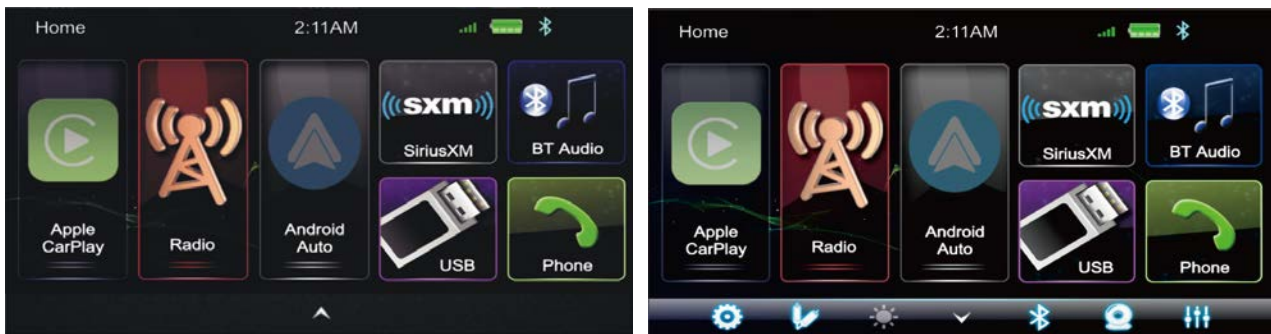 Home 2:11AM
sxm
SiriusXM
BT Audio
Apple
CarPlay
Radio
Android
Auto
USB
Phone
Home 2:11AM
sxm
SiriusXM
BT Audio
Apple
CarPlay
Radio
Android
Auto
USB
Phone